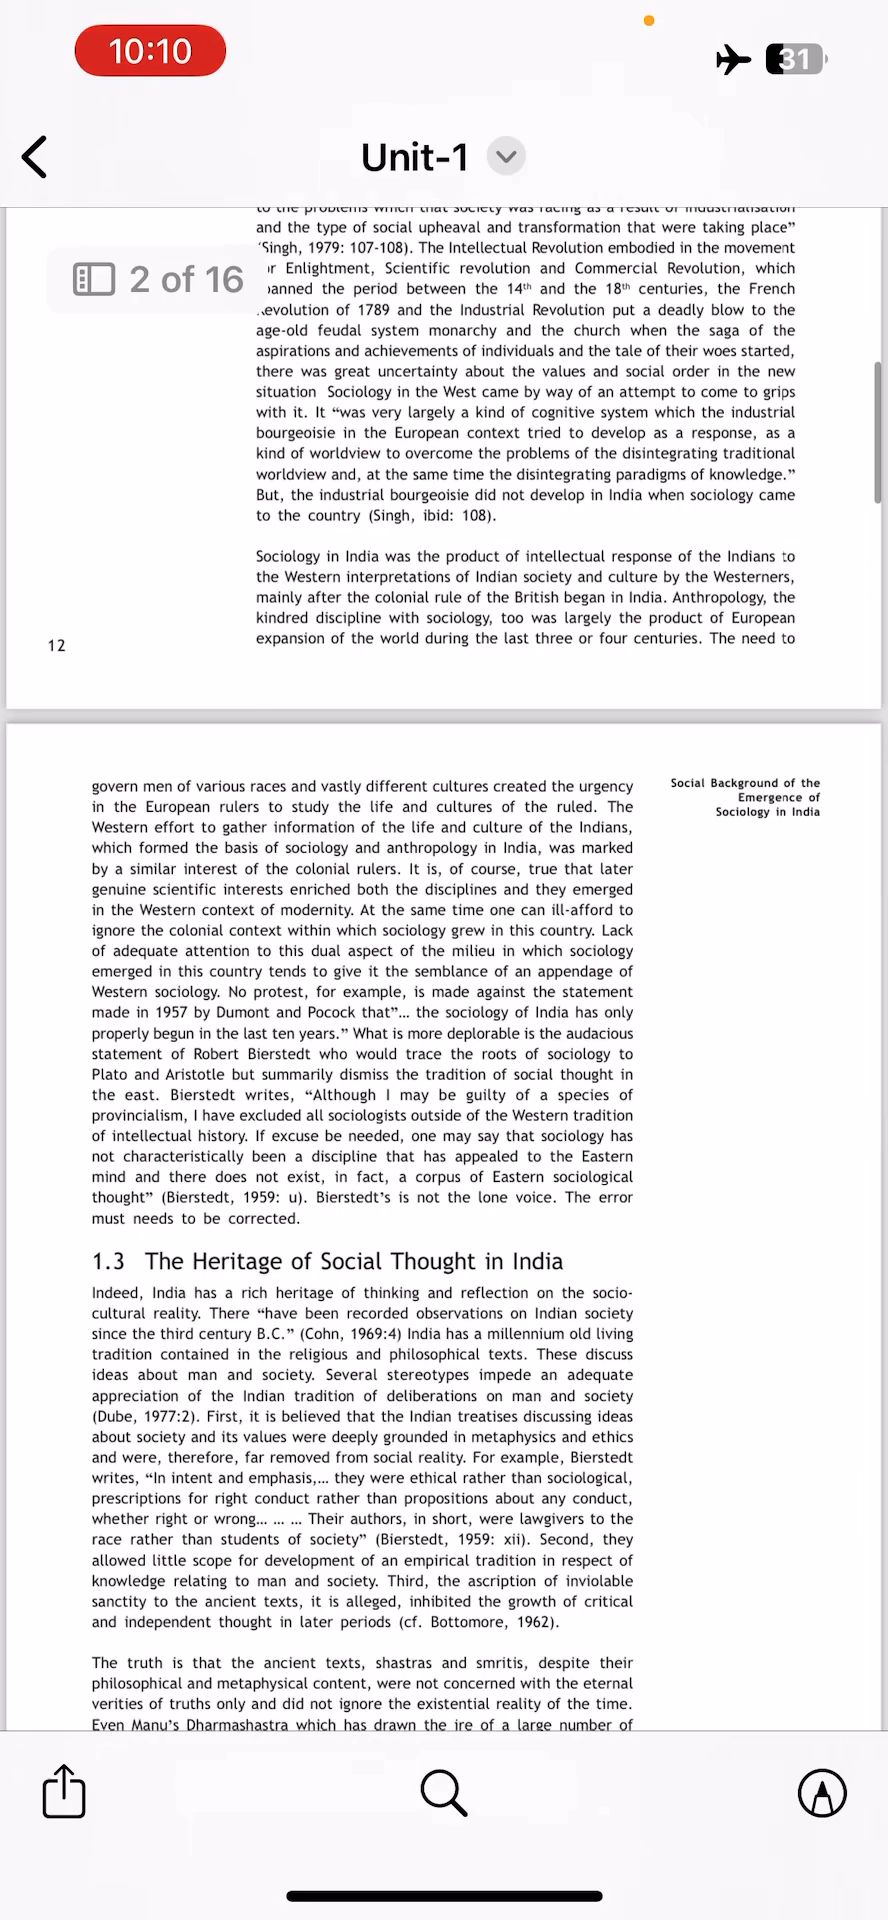 10:10
31
Unit-1
to the problems which that society was facing as a result of industrialisation
and the type of social upheaval and transformation that were taking place”
Singh, 1979: 107-108). The Intellectual Revolution embodied in the movement
2 of 16
Enlightment, Scientific revolution and Commercial Revolution, which
the period between the 14th and the 18th centuries, the French
evolution of 1789 and the Industrial Revolution put a deadly blow to the
age-old feudal system monarchy and the church when the saga of the
aspirations and achievements of individuals and the tale of their woes started,
there was great uncertainty about the values and social order in the new
situation Sociology in the West came by way of an attempt to come to grips
with it. It “was very largely a kind of cognitive system which the industrial
bourgeoisie in the European context tried to develop as a response, as a
kind of worldview to overcome the problems of the disintegrating traditional
worldview and, at the same time the disintegrating paradigms of knowledge.”
But, the industrial bourgeoisie did not develop in India when sociology came
to the country (Singh, ibid: 108).
Sociology in India was the product of intellectual response of the Indians to
the Western interpretations of Indian society and culture by the Westerners,
mainly after the colonial rule of the British began in India. Anthropology, the
kindred discipline with sociology, too was largely the product of European
expansion of the world during the last three or four centuries. The need to
12
govern men of various races and vastly different cultures created the urgency
in the European rulers to study the life and cultures of the ruled. The
Western effort to gather information of the life and culture of the Indians,
which formed the basis of sociology and anthropology in India, was marked
by a similar interest of the colonial rulers. It is, of course, true that later
genuine scientific interests enriched both the disciplines and they emerged
in the Western context of modernity. At the same time one can ill-afford to
ignore the colonial context within which sociology grew in this country. Lack
of adequate attention to this dual aspect of the milieu in which sociology
emerged in this country tends to give it the semblance of an appendage of
Western sociology. No protest, for example, is made against the statement
made in 1957 by Dumont and Pocock that”... the sociology of India has only
properly begun in the last ten years.” What is more deplorable is the audacious
statement of Robert Bierstedt who would trace the roots of sociology to
Plato and Aristotle but summarily dismiss the tradition of social thought in
the east. Bierstedt writes, “Although I may be guilty of a species of
provincialism, I have excluded all sociologists outside of the Western tradition
of intellectual history. If excuse be needed, one may say that sociology has
not characteristically been a discipline that has appealed to the Eastern
mind and there does not exist, in fact, a corpus of Eastern sociological
thought” (Bierstedt, 1959: u). Bierstedt’s is not the lone voice. The error
must needs to be corrected.
Social Background of the
Emergence of
Sociology in India
1.3 The Heritage of Social Thought in India
Indeed, India has a rich heritage of thinking and reflection on the socio-
cultural reality. There “have been recorded observations on Indian society
since the third century B.C.” (Cohn, 1969:4) India has a millennium old living
tradition contained in the religious and philosophical texts. These discuss
ideas about man and society. Several stereotypes impede an adequate
appreciation of the Indian tradition of deliberations on man and society
(Dube, 1977:2). First, it is believed that the Indian treatises discussing ideas
about society and its values were deeply grounded in metaphysics and ethics
and were, therefore, far removed from social reality. For example, Bierstedt
writes, “In intent and emphasis,... they were ethical rather than sociological,
prescriptions for right conduct rather than propositions about any conduct,
whether right or wrong... ... ... Their authors, in short, were lawgivers to the
race rather than students of society” (Bierstedt, 1959: xii). Second, they
allowed little scope for development of an empirical tradition in respect of
knowledge relating to man and society. Third, the ascription of inviolable
sanctity to the ancient texts, it is alleged, inhibited the growth of critical
and independent thought in later periods (cf. Bottomore, 1962).
The truth is that the ancient texts, shastras and smritis, despite their
philosophical and metaphysical content, were not concerned with the eternal
verities of truths only and did not ignore the existential reality of the time.
Even Manu’s Dharmashastra which has drawn the ire of a large number of